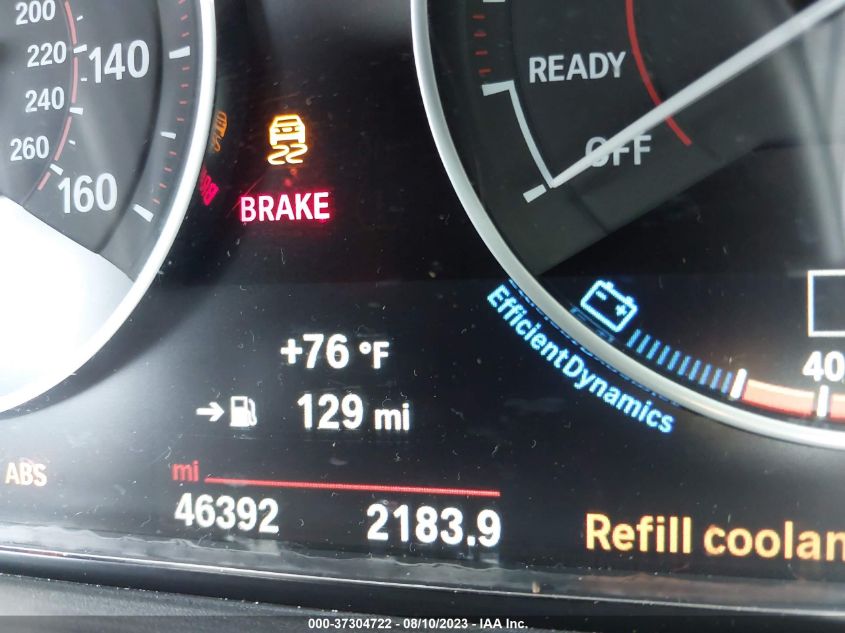 200
220
240
260
140
160
BRAKE
READY
OFF
+76 °F
129 mi
EfficientDynamics
40
ABS
mi
46392 2183.9
Refill coolan
000-37304722 - 08/10/2023 - IAA Inc.